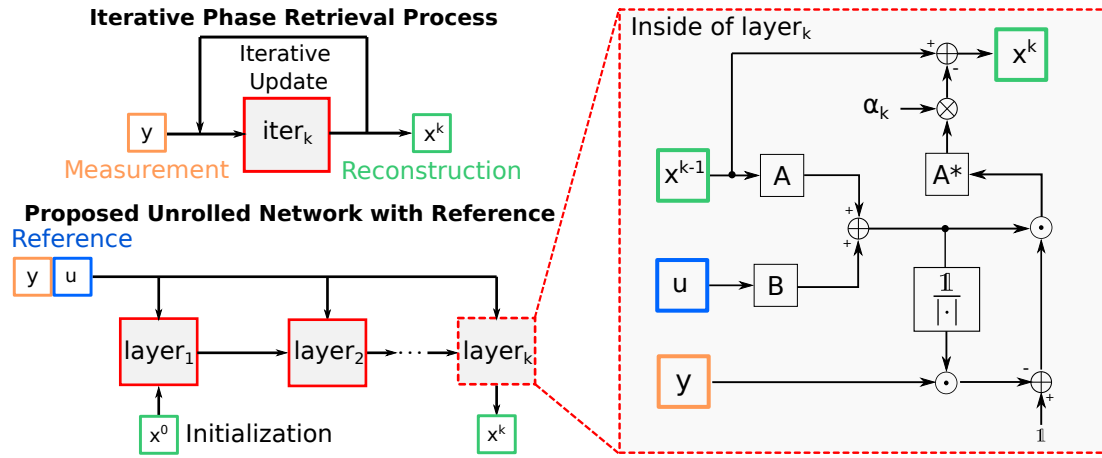 Iterative Phase Retrieval Process
Iterative
Update
y
iterₖ
xᵏ
Measurement
Reconstruction
Proposed Unrolled Network with Reference
Reference
y u
layer₁
layer₂
···
layerₖ
x⁰
Initialization
xᵏ
Inside of layerₖ
+
-
xᵏ
αₖ
×
xᵏ⁻¹
A
A*
+
+
u
B
𝟙
|·|
y
-
+
𝟙